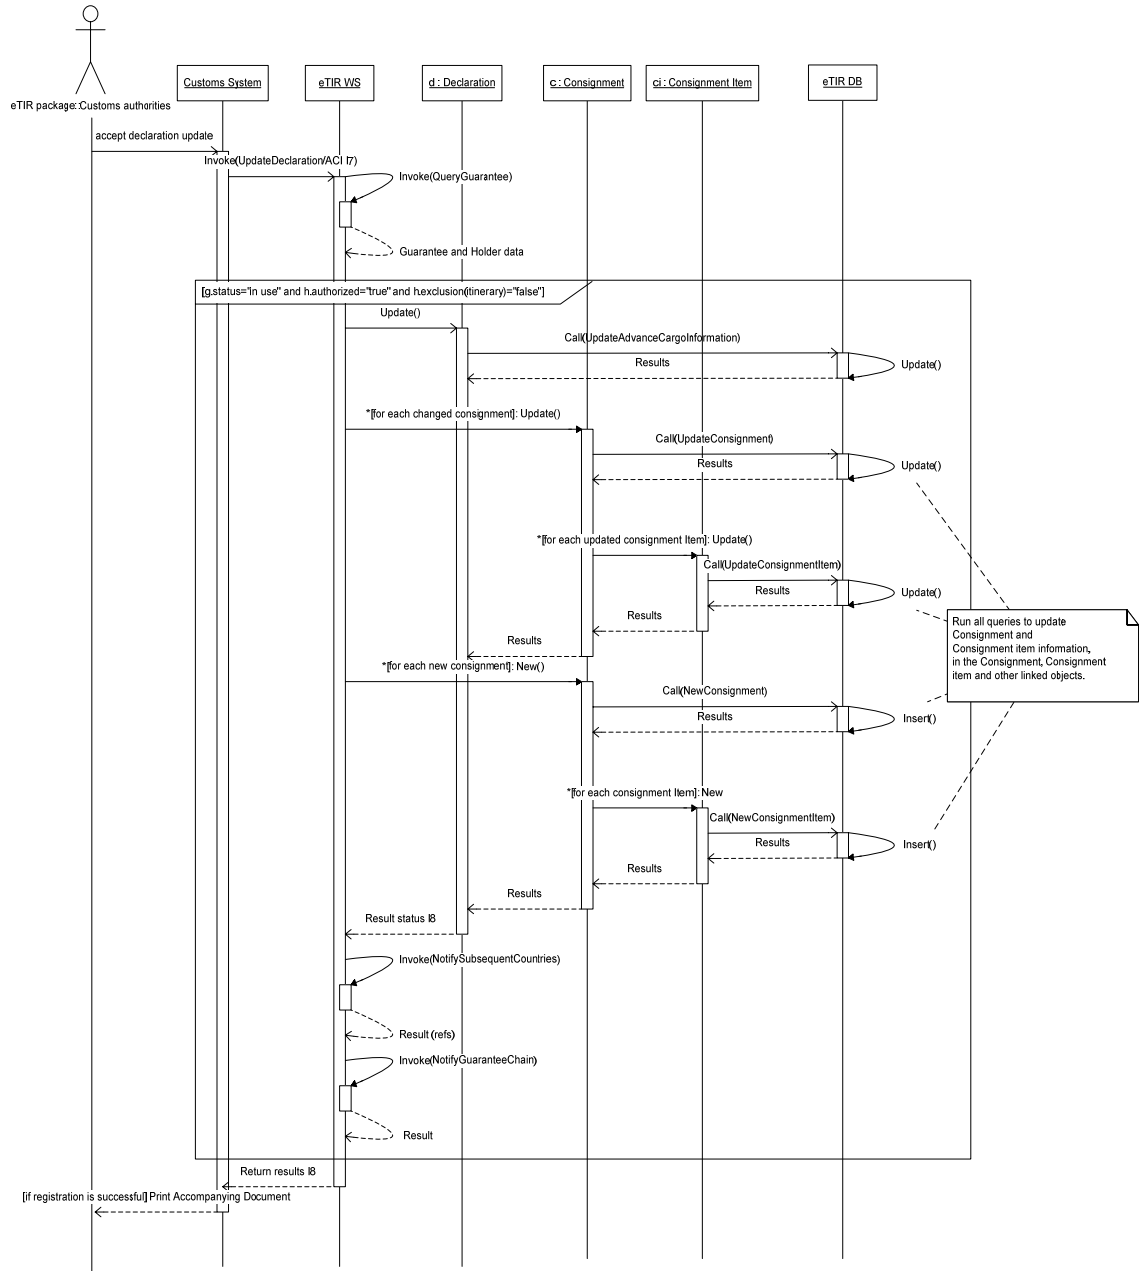 Customs System
eTIR WS
d : Declaration
c : Consignment
ci : Consignment Item
eTIR DB
eTIR package::Customs authorities
accept declaration update
Invoke(UpdateDeclaration/ACI I7)
Invoke(QueryGuarantee)
Guarantee and Holder data
[g.status="in use" and h.authorized="true" and h.exclusion(itinerary)="false"]
Update()
Call(UpdateAdvanceCargoInformation)
Results
Update()
*[for each changed consignment]: Update()
Call(UpdateConsignment)
Results
Update()
*[for each updated consignment Item]: Update()
Call(UpdateConsignmentItem)
Results
Update()
Results
Results
Run all queries to update
Consignment and
Consignment item information,
in the Consignment, Consignment
item and other linked objects.
*[for each new consignment]: New()
Call(NewConsignment)
Results
Insert()
*[for each consignment Item]: New
Call(NewConsignmentItem)
Results
Insert()
Results
Results
Result status I8
Invoke(NotifySubsequentCountries)
Result (refs)
Invoke(NotifyGuaranteeChain)
Result
Return results I8
[if registration is successful] Print Accompanying Document